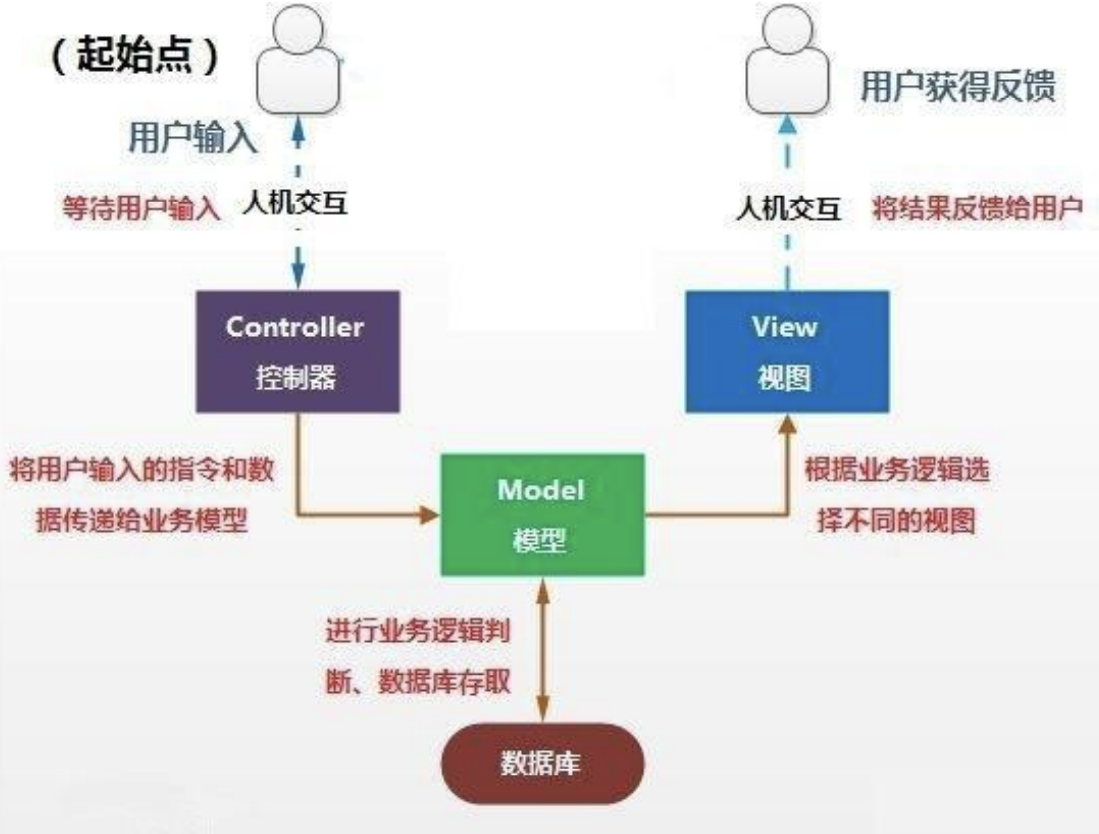 （起始点）
用户输入
等待用户输入
人机交互
用户获得反馈
人机交互
将结果反馈给用户
Controller
控制器
View
视图
将用户输入的指令和数
据传递给业务模型
Model
模型
根据业务逻辑选
择不同的视图
进行业务逻辑判
断、数据库存取
数据库